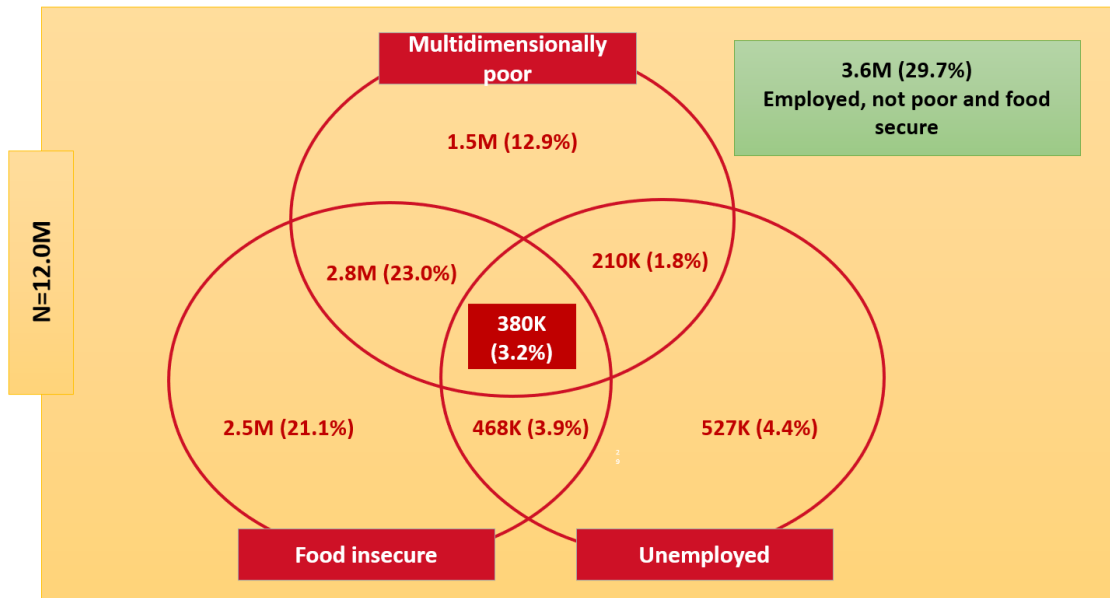 Multidimensionally
poor
3.6M (29.7%)
Employed, not poor and food
secure
1.5M (12.9%)
N=12.0M
2.8M (23.0%)
210K (1.8%)
380K
(3.2%)
2.5M (21.1%)
468K (3.9%)
527K (4.4%)
Food insecure
Unemployed